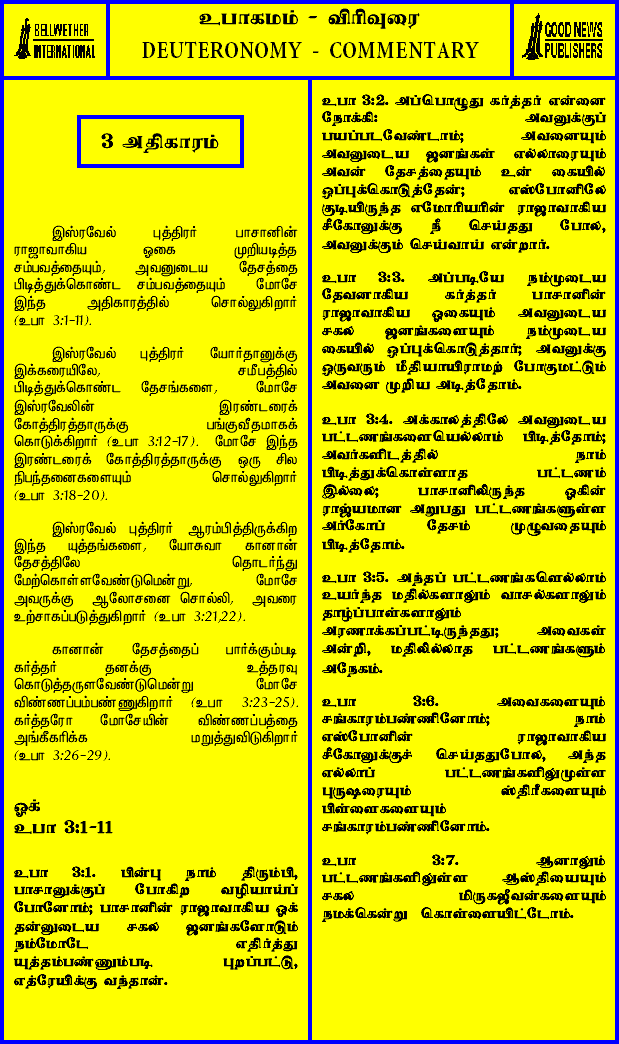 BELLWETHER
INTERNATIONAL
உபாகமம் - விரிவுரை
DEUTERONOMY - COMMENTARY
GOOD NEWS
PUBLISHERS
3 அதிகாரம்
இஸ்ரவேல் புத்திரர் பாசானின்
ராஜாவாகிய ஓகை முறியடித்த
சம்பவத்தையும், அவனுடைய தேசத்தை
பிடித்துக்கொண்ட சம்பவத்தையும் மோசே
இந்த அதிகாரத்தில் சொல்லுகிறார்
(உபா 3:1-11).
இஸ்ரவேல் புத்திரர் யோர்தானுக்கு
இக்கரையிலே, சமீபத்தில்
பிடித்துக்கொண்ட தேசங்களை, மோசே
இஸ்ரவேலின் இரண்டரைக்
கோத்திரத்தாருக்கு பங்குவீதமாகக்
கொடுக்கிறார் (உபா 3:12-17). மோசே இந்த
இரண்டரைக் கோத்திரத்தாருக்கு ஒரு சில
நிபந்தனைகளையும் சொல்லுகிறார்
(உபா 3:18-20).
இஸ்ரவேல் புத்திரர் ஆரம்பித்திருக்கிற
இந்த யுத்தங்களை, யோசுவா கானான்
தேசத்திலே தொடர்ந்து
மேற்கொள்ளவேண்டுமென்று, மோசே
அவருக்கு ஆலோசனை சொல்லி, அவரை
உற்சாகப்படுத்துகிறார் (உபா 3:21,22).
கானான் தேசத்தைப் பார்க்கும்படி
கர்த்தர் தனக்கு உத்தரவு
கொடுத்தருளவேண்டுமென்று மோசே
விண்ணப்பம்பண்ணுகிறார் (உபா 3:23-25).
கர்த்தரோ மோசேயின் விண்ணப்பத்தை
அங்கீகரிக்க மறுத்துவிடுகிறார்
(உபா 3:26-29).
ஓக்
உபா 3:1-11
உபா 3:1. பின்பு நாம் திரும்பி,
பாசானுக்குப் போகிற வழியாய்ப்
போனோம்; பாசானின் ராஜாவாகிய ஓக்
தன்னுடைய சகல ஜனங்களோடும்
நம்மோடே எதிர்த்து
யுத்தம்பண்ணும்படி புறப்பட்டு,
எத்ரேயிக்கு வந்தான்.
உபா 3:2. அப்பொழுது கர்த்தர் என்னை
நோக்கி: அவனுக்குப்
பயப்படவேண்டாம்; அவனையும்
அவனுடைய ஜனங்கள் எல்லாரையும்
அவன் தேசத்தையும் உன் கையில்
ஒப்புக்கொடுத்தேன்; எஸ்போனிலே
குடியிருந்த எமோரியரின் ராஜாவாகிய
சீகோனுக்கு நீ செய்தது போல,
அவனுக்கும் செய்வாய் என்றார்.
உபா 3:3. அப்படியே நம்முடைய
தேவனாகிய கர்த்தர் பாசானின்
ராஜாவாகிய ஓகையும் அவனுடைய
சகல ஜனங்களையும் நம்முடைய
கையில் ஒப்புக்கொடுத்தார்; அவனுக்கு
ஒருவரும் மீதியாயிராமற் போகுமட்டும்
அவனை முறிய அடித்தோம்.
உபா 3:4. அக்காலத்திலே அவனுடைய
பட்டணங்களையெல்லாம் பிடித்தோம்;
அவர்களிடத்தில் நாம்
பிடித்துக்கொள்ளாத பட்டணம்
இல்லை; பாசானிலிருந்த ஓகின்
ராஜ்யமான அறுபது பட்டணங்களுள்ள
அர்கோப் தேசம் முழுவதையும்
பிடித்தோம்.
உபா 3:5. அந்தப் பட்டணங்களெல்லாம்
உயர்ந்த மதில்களாலும் வாசல்களாலும்
தாழ்ப்பாள்களாலும்
அரணாக்கப்பட்டிருந்தது; அவைகள்
அன்றி, மதிலில்லாத பட்டணங்களும்
அநேகம்.
உபா 3:6. அவைகளையும்
சங்காரம்பண்ணினோம்; நாம்
எஸ்போனின் ராஜாவாகிய
சீகோனுக்குச் செய்ததுபோல, அந்த
எல்லாப் பட்டணங்களிலுமுள்ள
புருஷரையும் ஸ்திரீகளையும்
பிள்ளைகளையும்
சங்காரம்பண்ணினோம்.
உபா 3:7. ஆனாலும்
பட்டணங்களிலுள்ள ஆஸ்தியையும்
சகல மிருகஜீவன்களையும்
நமக்கென்று கொள்ளையிட்டோம்.